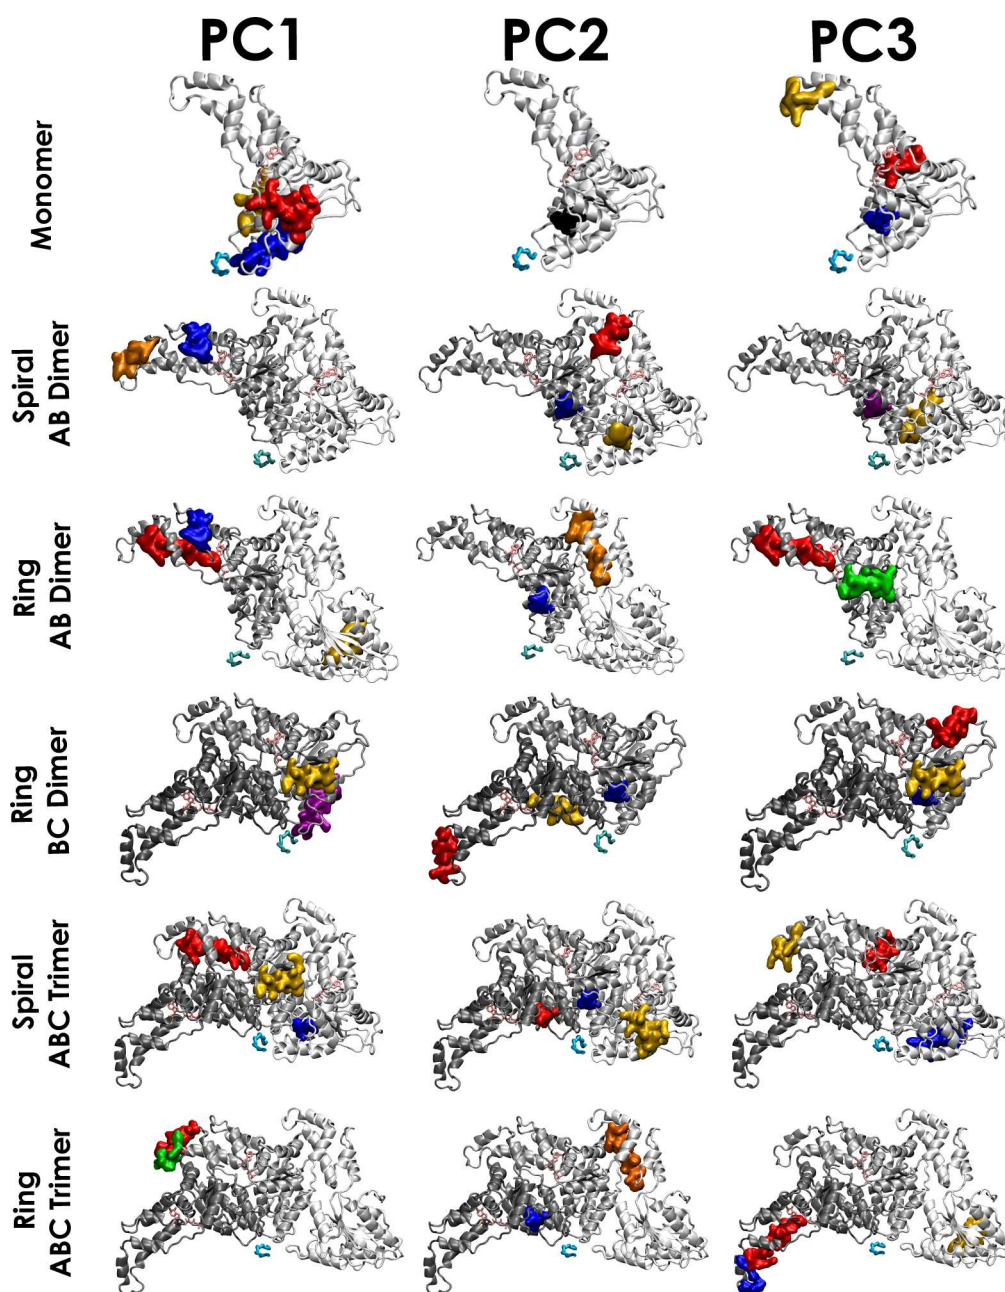 PC1 PC2 PC3
Monomer
Spiral
AB Dimer
Ring
AB Dimer
Ring
BC Dimer
Spiral
ABC Trimer
Ring
ABC Trimer